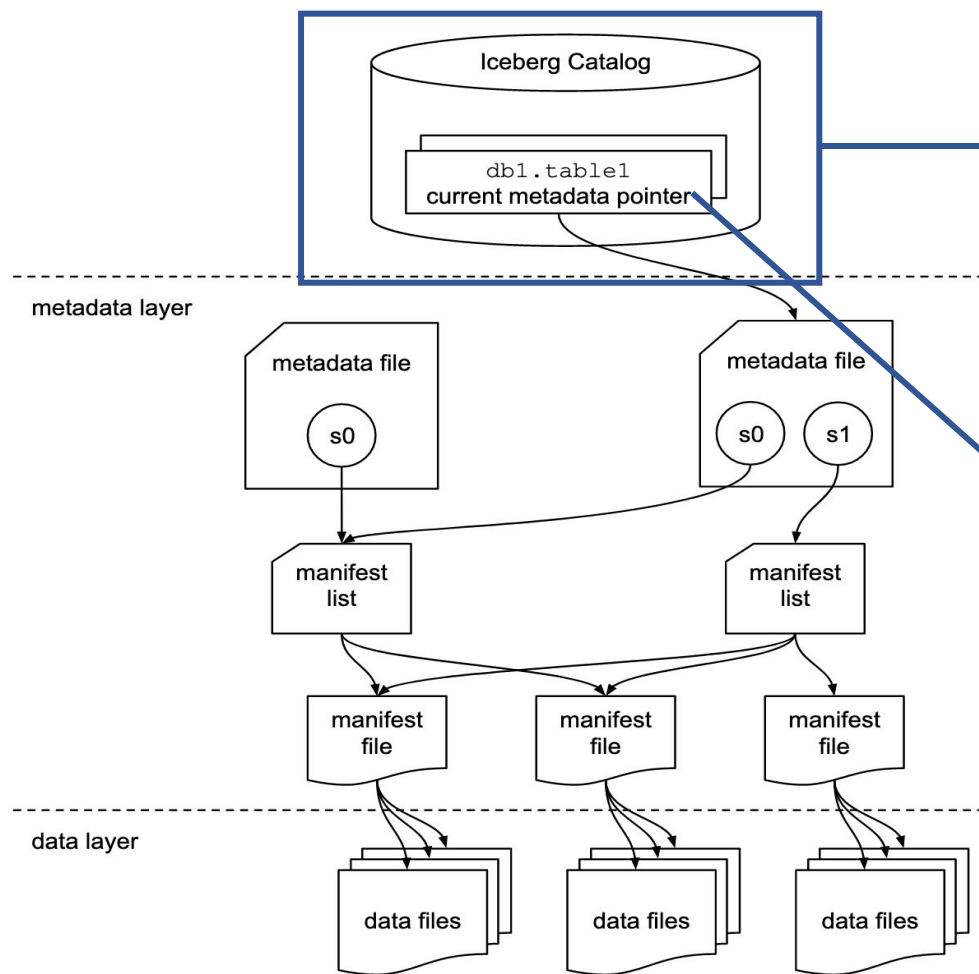 Iceberg Catalog
db1.table1
current metadata pointer
metadata layer
metadata file
metadata file
s0
s0
s1
manifest
list
manifest
list
manifest
file
manifest
file
manifest
file
data layer
data files
data files
data files